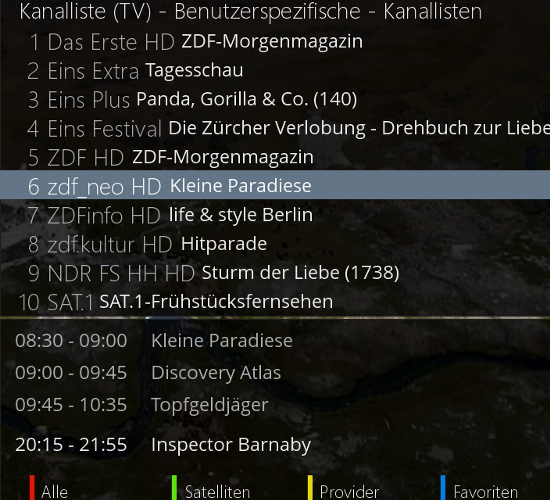 Kanalliste (TV) - Benutzerspezifische - Kanallisten
1 Das Erste HD ZDF-Morgenmagazin
2 Eins Extra Tagesschau
3 Eins Plus Panda, Gorilla & Co. (140)
4 Eins Festival Die Zürcher Verlobung - Drehbuch zur Liebe
5 ZDF HD ZDF-Morgenmagazin
6 zdf_neo HD Kleine Paradiese
7 ZDFinfo HD life & style Berlin
8 zdf.kultur HD Hitparade
9 NDR FS HH HD Sturm der Liebe (1738)
10 SAT.1 SAT.1-Frühstücksfernsehen
08:30 - 09:00 Kleine Paradiese
09:00 - 09:45 Discovery Atlas
09:45 - 10:35 Topfgeldjäger
20:15 - 21:55 Inspector Barnaby
Alle Satelliten Provider Favoriten